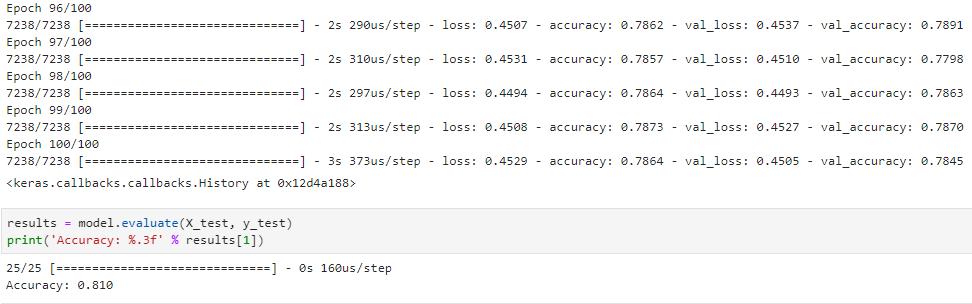 Epoch 96/100
7238/7238 [==============================] - 2s 290us/step - loss: 0.4507 - accuracy: 0.7862 - val_loss: 0.4537 - val_accuracy: 0.7891
Epoch 97/100
7238/7238 [==============================] - 2s 310us/step - loss: 0.4531 - accuracy: 0.7857 - val_loss: 0.4510 - val_accuracy: 0.7798
Epoch 98/100
7238/7238 [==============================] - 2s 297us/step - loss: 0.4494 - accuracy: 0.7864 - val_loss: 0.4493 - val_accuracy: 0.7863
Epoch 99/100
7238/7238 [==============================] - 2s 313us/step - loss: 0.4508 - accuracy: 0.7873 - val_loss: 0.4527 - val_accuracy: 0.7870
Epoch 100/100
7238/7238 [==============================] - 3s 373us/step - loss: 0.4529 - accuracy: 0.7864 - val_loss: 0.4505 - val_accuracy: 0.7845
<keras.callbacks.callbacks.History at 0x12d4a188>
results = model.evaluate(X_test, y_test)
print('Accuracy: %.3f' % results[1])
25/25 [==============================] - 0s 160us/step
Accuracy: 0.810